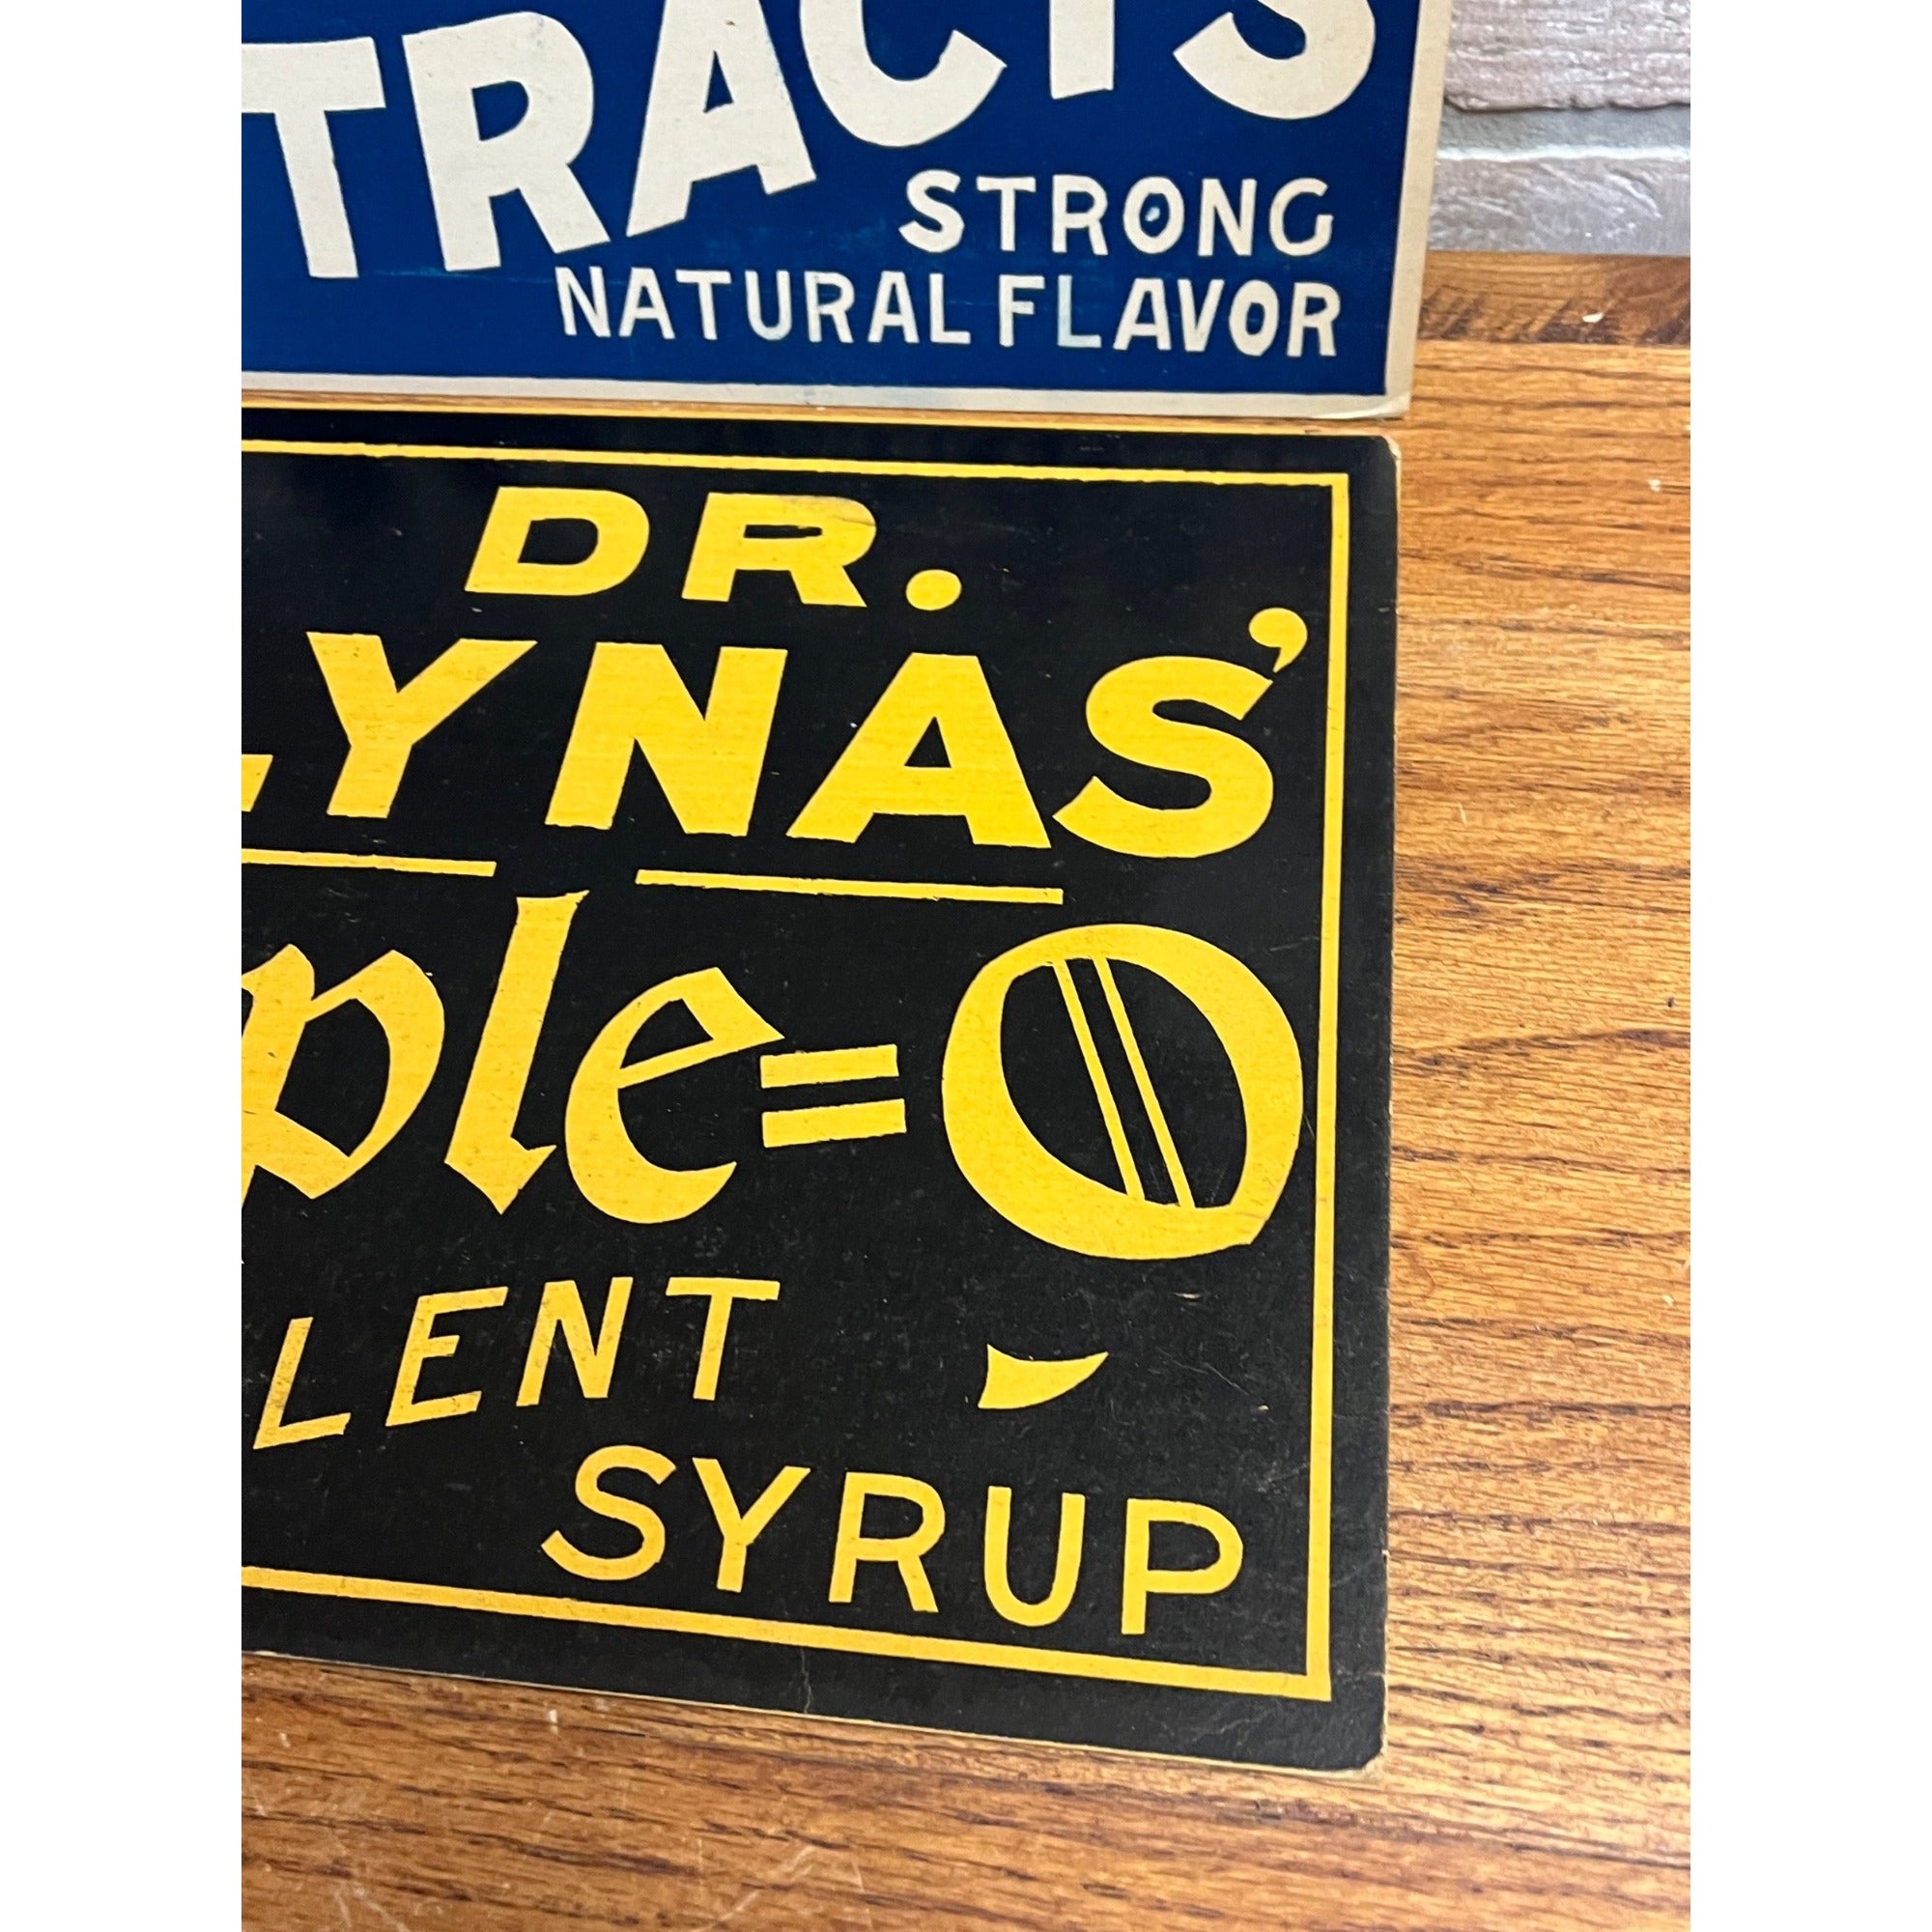 TRACTS
STRONG
NATURAL FLAVOR
DR.
LYNAS'
ple=O
LENT
SYRUP